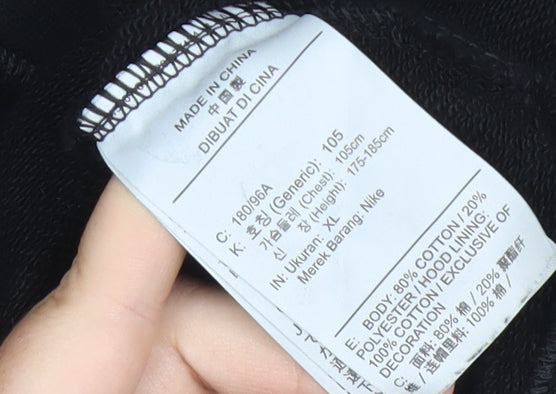 MADE IN CHINA
中国製
DIBUAT DI CINA
C: 180/96A
K: 호칭 (Generic): 105
가슴둘레 (Chest): 105cm
신 장 (Height): 175-185cm
IN: Ukuran: XL
Merek Barang: Nike
E: BODY: 80% COTTON / 20%
POLYESTER / HOOD LINING:
100% COTTON / EXCLUSIVE OF
DECORATION
C: 面料: 80% 棉 / 20% 聚酯纤
维 / 连帽里料: 100% 棉 /